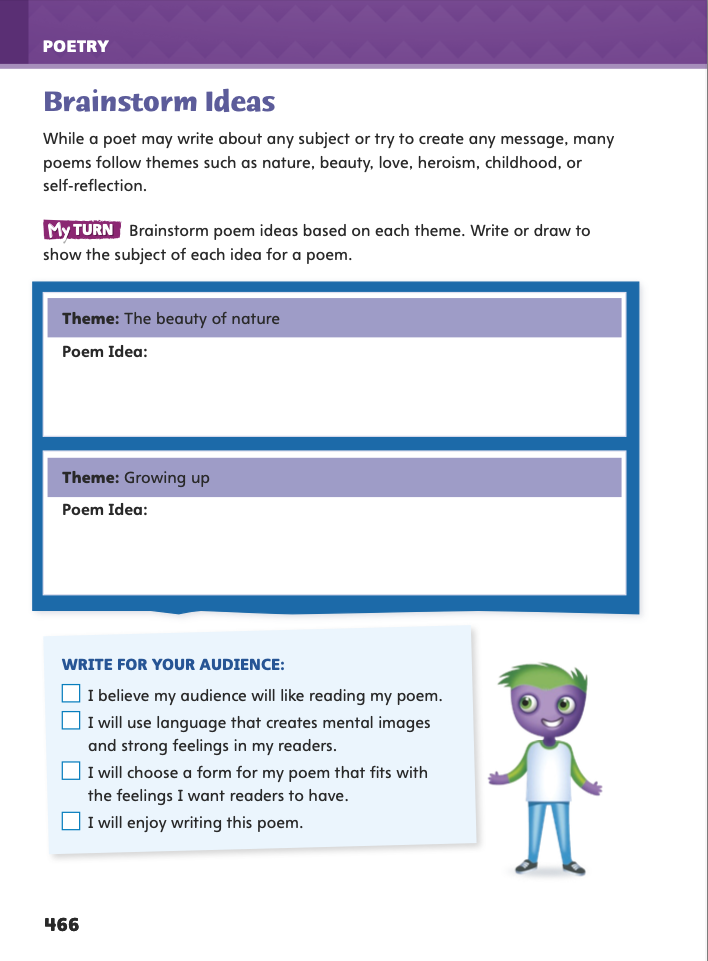 POETRY
Brainstorm Ideas
While a poet may write about any subject or try to create any message, many
poems follow themes such as nature, beauty, love, heroism, childhood, or
self-reflection.
My TURN Brainstorm poem ideas based on each theme. Write or draw to
show the subject of each idea for a poem.
Theme: The beauty of nature
Poem Idea:
Theme: Growing up
Poem Idea:
WRITE FOR YOUR AUDIENCE:
I believe my audience will like reading my poem.
I will use language that creates mental images
and strong feelings in my readers.
I will choose a form for my poem that fits with
the feelings I want readers to have.
I will enjoy writing this poem.
466